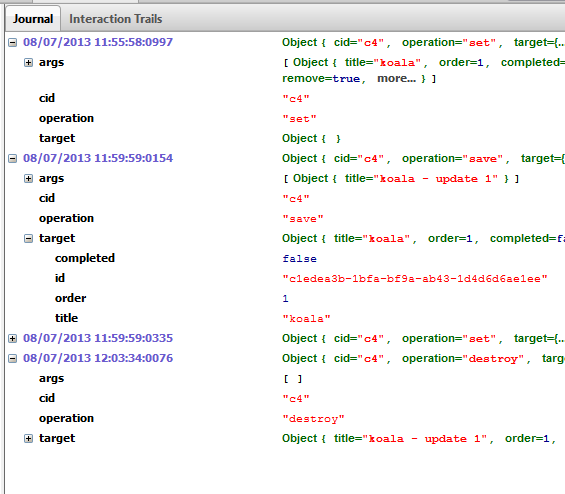 Journal Interaction Trails
08/07/2013 11:55:58:0997 Object { cid="c4", operation="set", target={...
args [ Object { title="koala", order=1, completed=
remove=true, more... } ]
cid "c4"
operation "set"
target Object { }
08/07/2013 11:59:59:0154 Object { cid="c4", operation="save", target={
args [ Object { title="koala - update 1" } ]
cid "c4"
operation "save"
target Object { title="koala", order=1, completed=fa
completed false
id "c1edea3b-1bfa-bf9a-ab43-1d4d6d6ae1ee"
order 1
title "koala"
08/07/2013 11:59:59:0335 Object { cid="c4", operation="set", target={...
08/07/2013 12:03:34:0076 Object { cid="c4", operation="destroy", targ
args [ ]
cid "c4"
operation "destroy"
target Object { title="koala - update 1", order=1,